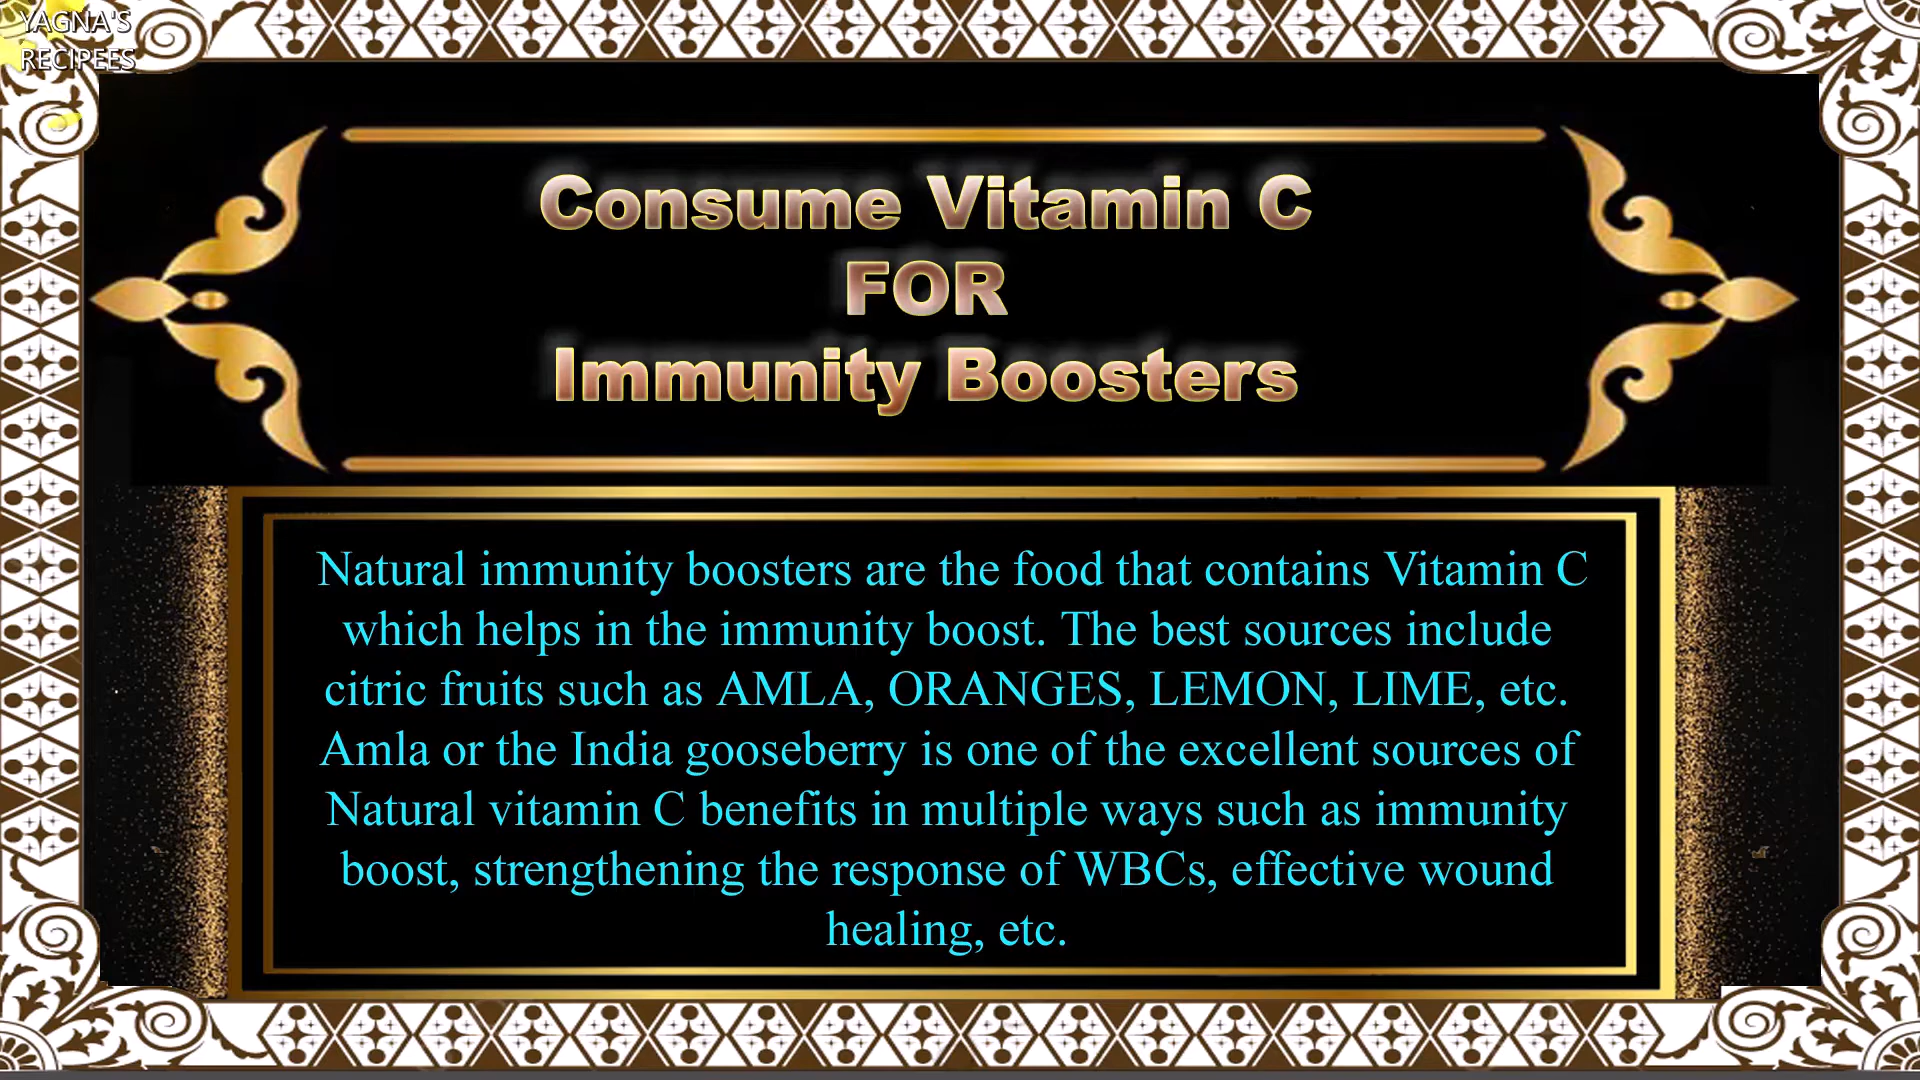 YAGNA'S
RECIPEES
Consume Vitamin C
FOR
Immunity Boosters
Natural immunity boosters are the food that contains Vitamin C
which helps in the immunity boost. The best sources include
citric fruits such as AMLA, ORANGES, LEMON, LIME, etc.
Amla or the India gooseberry is one of the excellent sources of
Natural vitamin C benefits in multiple ways such as immunity
boost, strengthening the response of WBCs, effective wound
healing, etc.